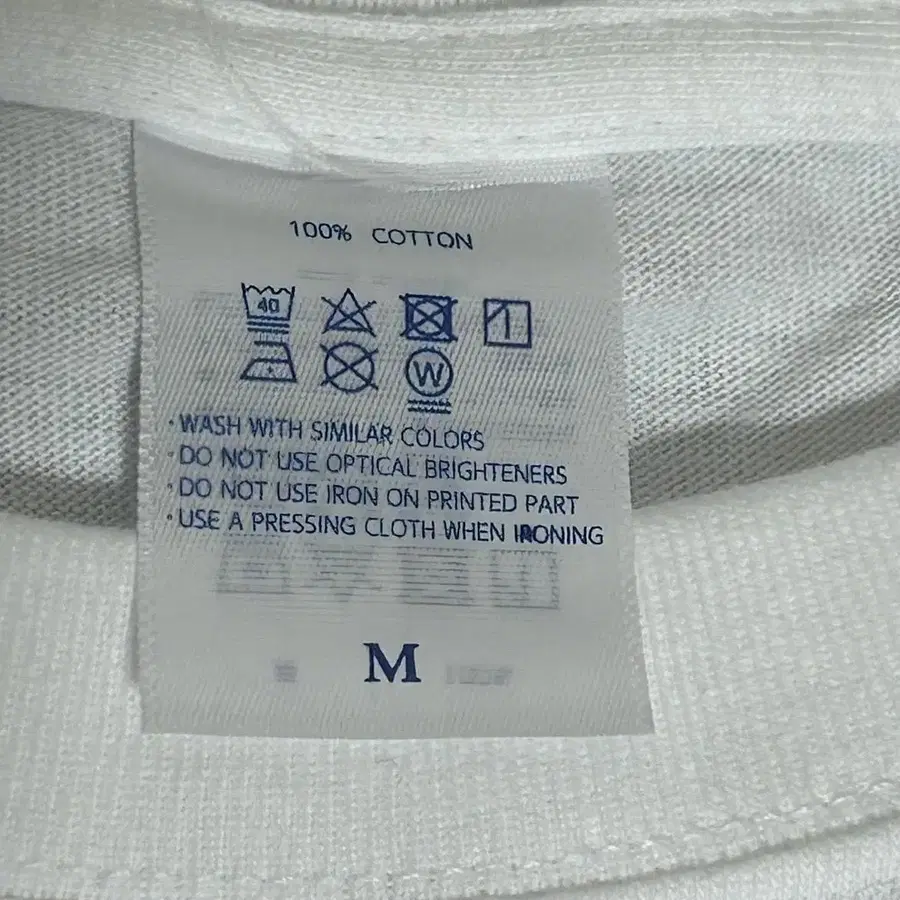 100% COTTON
40
W
· WASH WITH SIMILAR COLORS
· DO NOT USE OPTICAL BRIGHTENERS
· DO NOT USE IRON ON PRINTED PART
· USE A PRESSING CLOTH WHEN IRONING
M